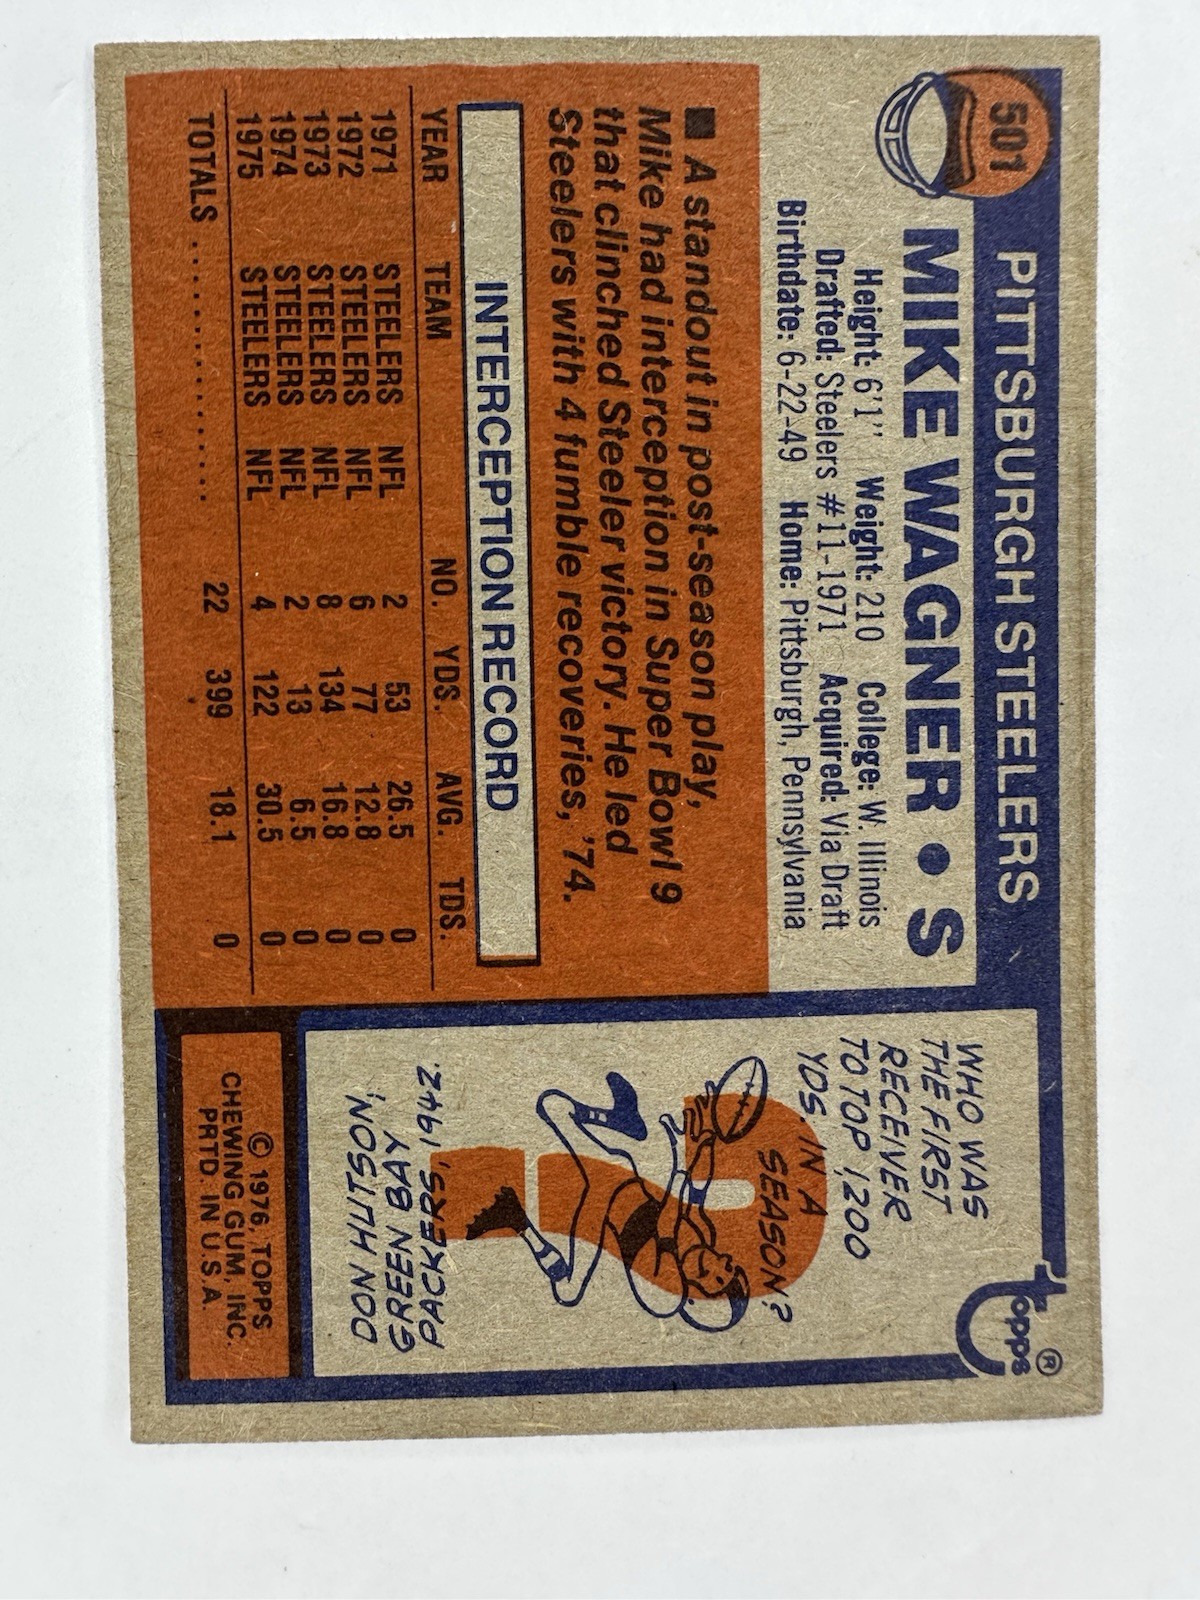 501
PITTSBURGH STEELERS
MIKE WAGNER • S
Height: 6'1" Weight: 210 College: W. Illinois
Drafted: Steelers #11-1971 Acquired: Via Draft
Birthdate: 6-22-49 Home: Pittsburgh, Pennsylvania
■ A standout in post-season play,
Mike had interception in Super Bowl 9
that clinched Steeler victory. He led
Steelers with 4 fumble recoveries, '74.
INTERCEPTION RECORD
YEAR TEAM NO. YDS. AVG. TDS.
1971 STEELERS NFL 2 53 26.5 0
1972 STEELERS NFL 6 77 12.8 0
1973 STEELERS NFL 8 134 16.8 0
1974 STEELERS NFL 2 13 6.5 0
1975 STEELERS NFL 4 122 30.5 0
TOTALS .................. 22 399 18.1 0
topps®
WHO WAS
THE FIRST
RECEIVER
TO TOP 1,200
YDS. IN A
SEASON?
DON HUTSON,
GREEN BAY
PACKERS, 1942.
© 1976 TOPPS
CHEWING GUM, INC.
PRTD. IN U.S.A.